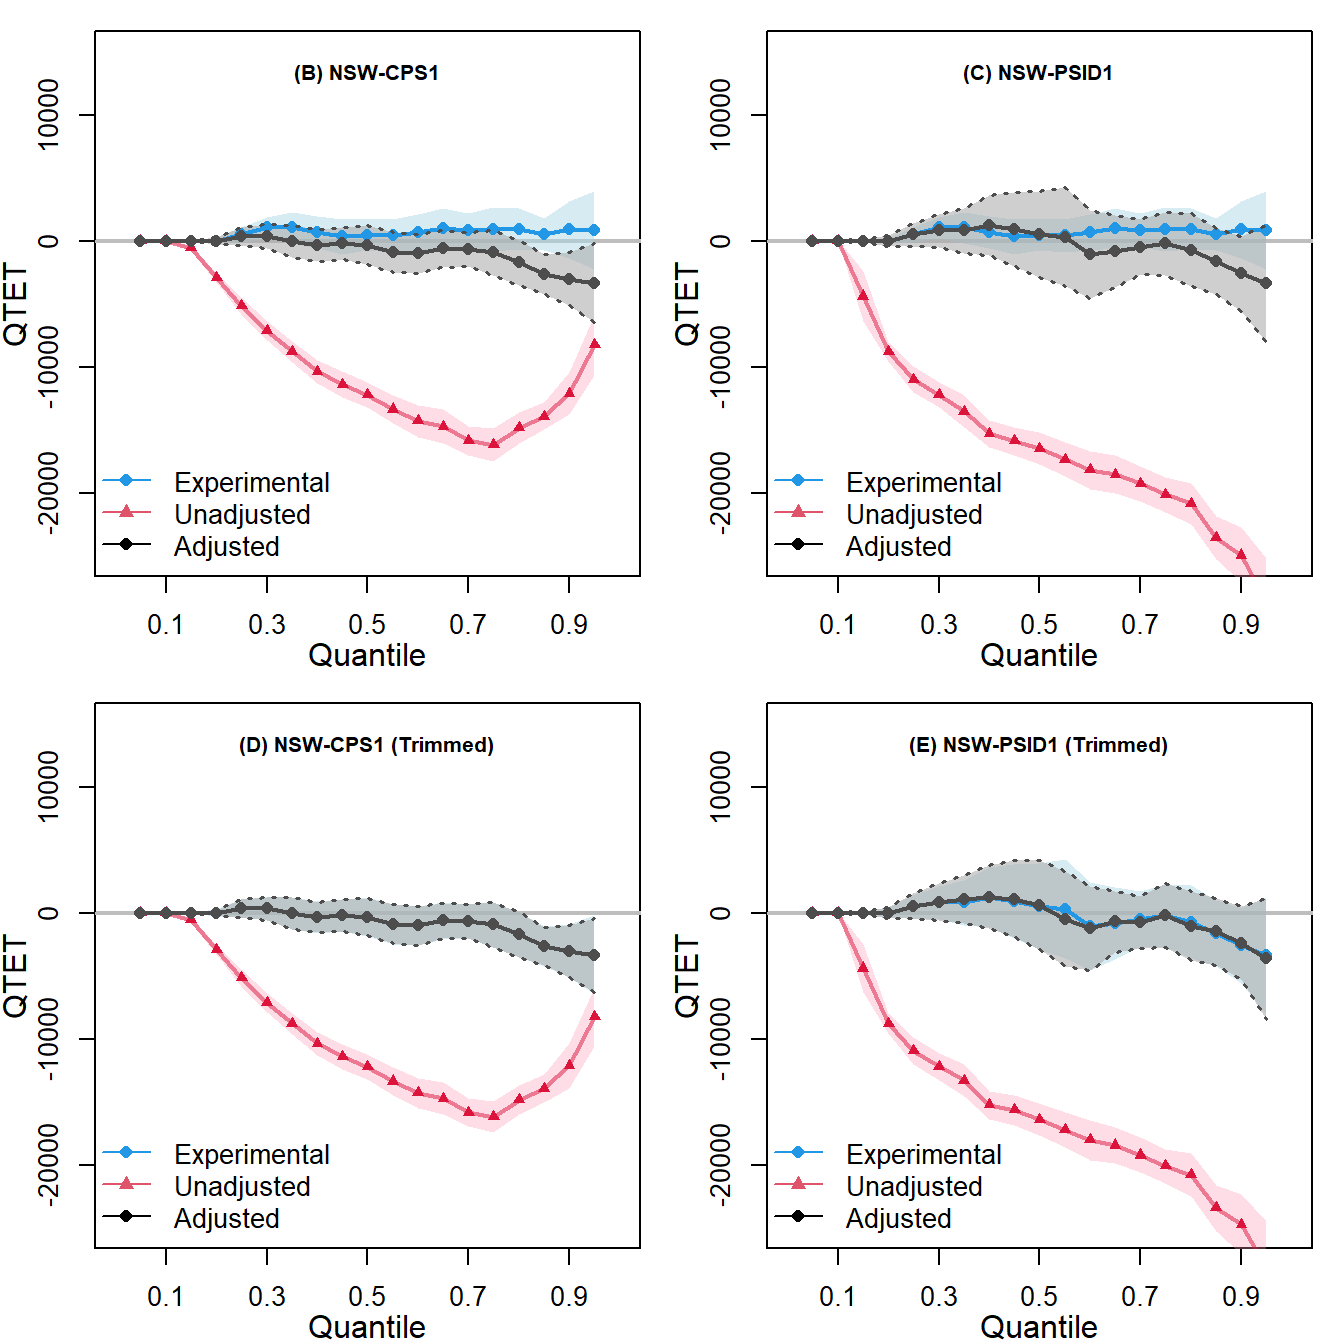 (B) NSW-CPS1
QTET
10000
0
-10000
-20000
Experimental
Unadjusted
Adjusted
0.1 0.3 0.5 0.7 0.9
Quantile
(C) NSW-PSID1
QTET
10000
0
-10000
-20000
Experimental
Unadjusted
Adjusted
0.1 0.3 0.5 0.7 0.9
Quantile
(D) NSW-CPS1 (Trimmed)
QTET
10000
0
-10000
-20000
Experimental
Unadjusted
Adjusted
0.1 0.3 0.5 0.7 0.9
Quantile
(E) NSW-PSID1 (Trimmed)
QTET
10000
0
-10000
-20000
Experimental
Unadjusted
Adjusted
0.1 0.3 0.5 0.7 0.9
Quantile